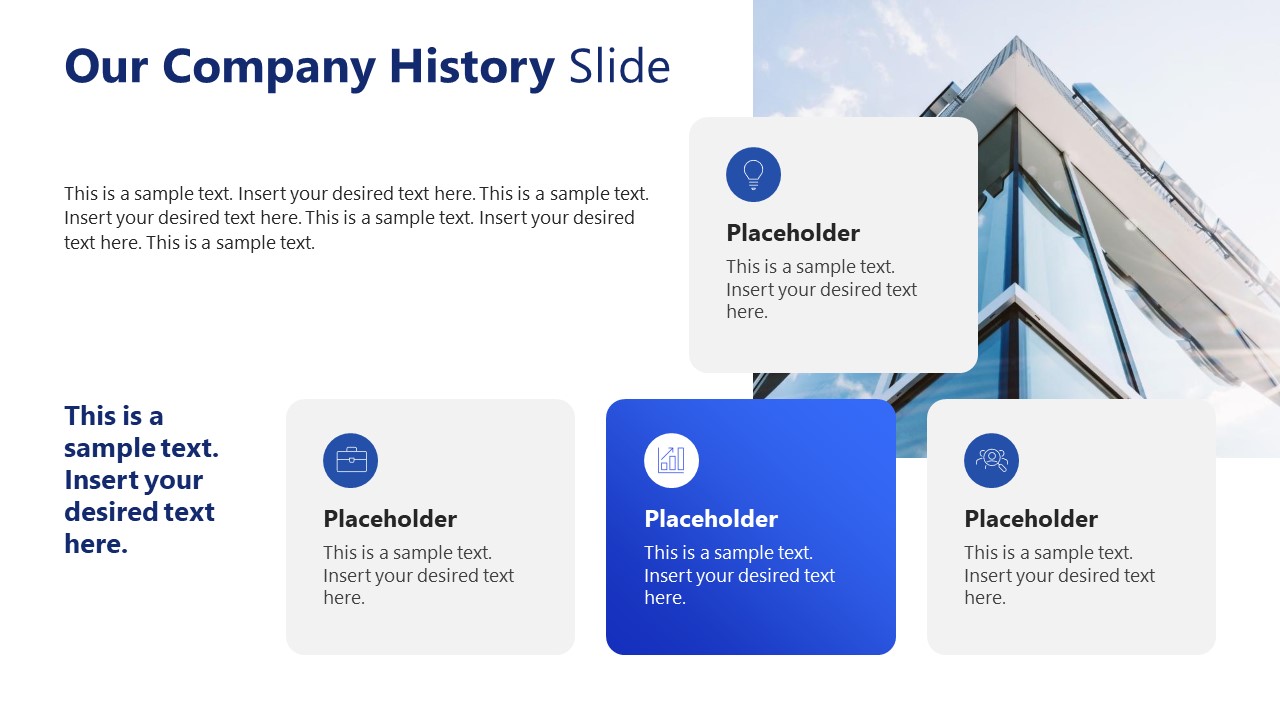 Our Company History Slide
This is a sample text. Insert your desired text here. This is a sample text.
Insert your desired text here. This is a sample text. Insert your desired
text here. This is a sample text.
Placeholder
This is a sample text.
Insert your desired text
here.
This is a
sample text.
Insert your
desired text
here.
Placeholder
This is a sample text.
Insert your desired text
here.
Placeholder
This is a sample text.
Insert your desired text
here.
Placeholder
This is a sample text.
Insert your desired text
here.